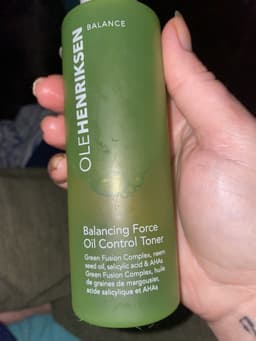 BALANCE
OLEHENRIKSEN
Balancing Force
Oil Control Toner
Green Fusion Complex, neem
seed oil, salicylic acid & AHAs
Green Fusion Complex, huile
de graines de margousier,
acide salicylique et AHAs